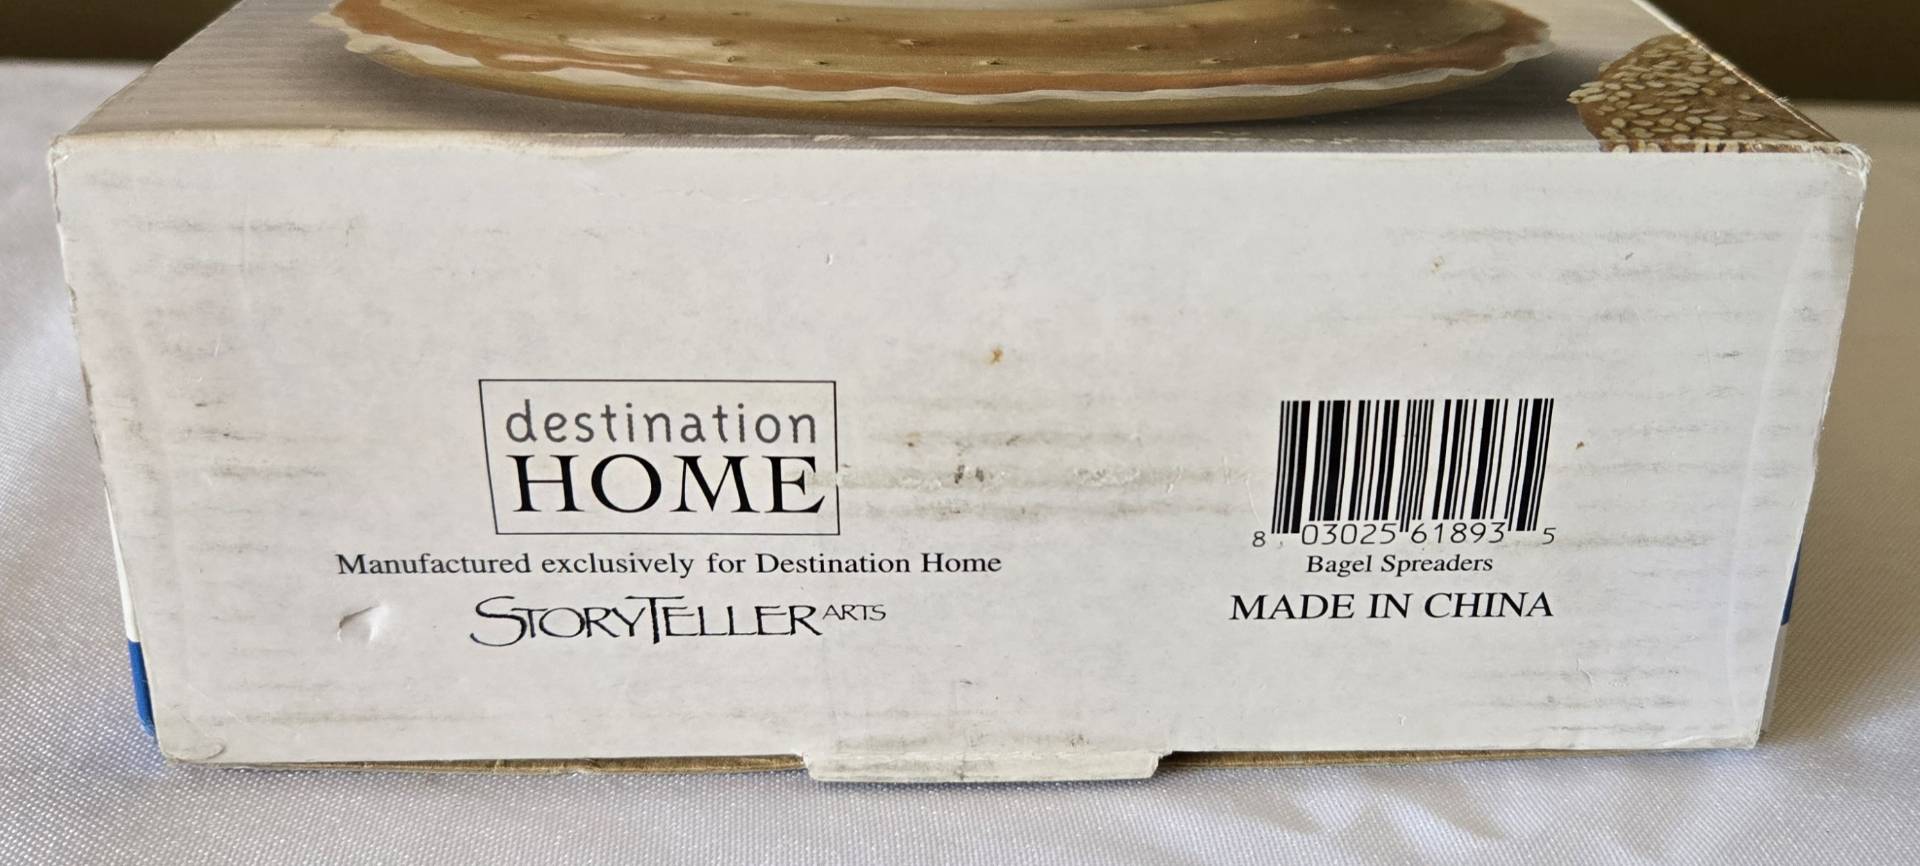 destination
HOME
Manufactured exclusively for Destination Home
STORYTELLER ARTS
8 03025 61893 5
Bagel Spreaders
MADE IN CHINA